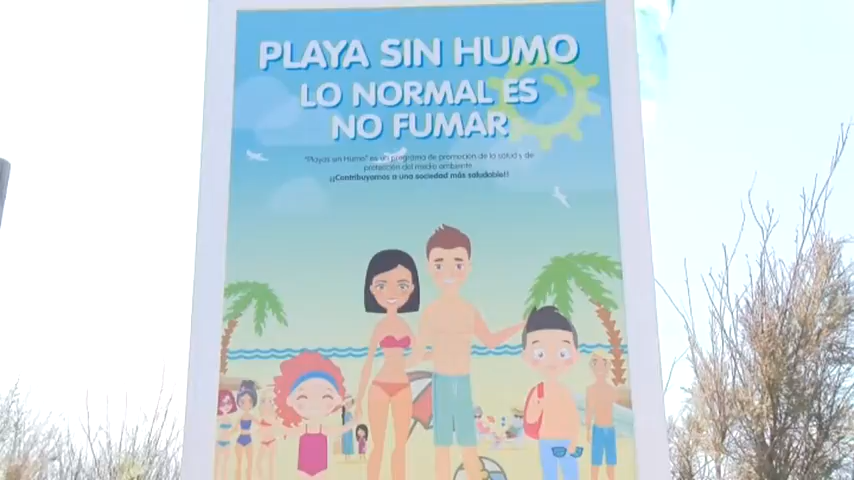 PLAYA SIN HUMO
LO NORMAL ES
NO FUMAR
"Playas sin Humo" es un programa de promoción de la salud y de
protección del medio ambiente
¡¡Contribuyamos a una sociedad más saludable!!